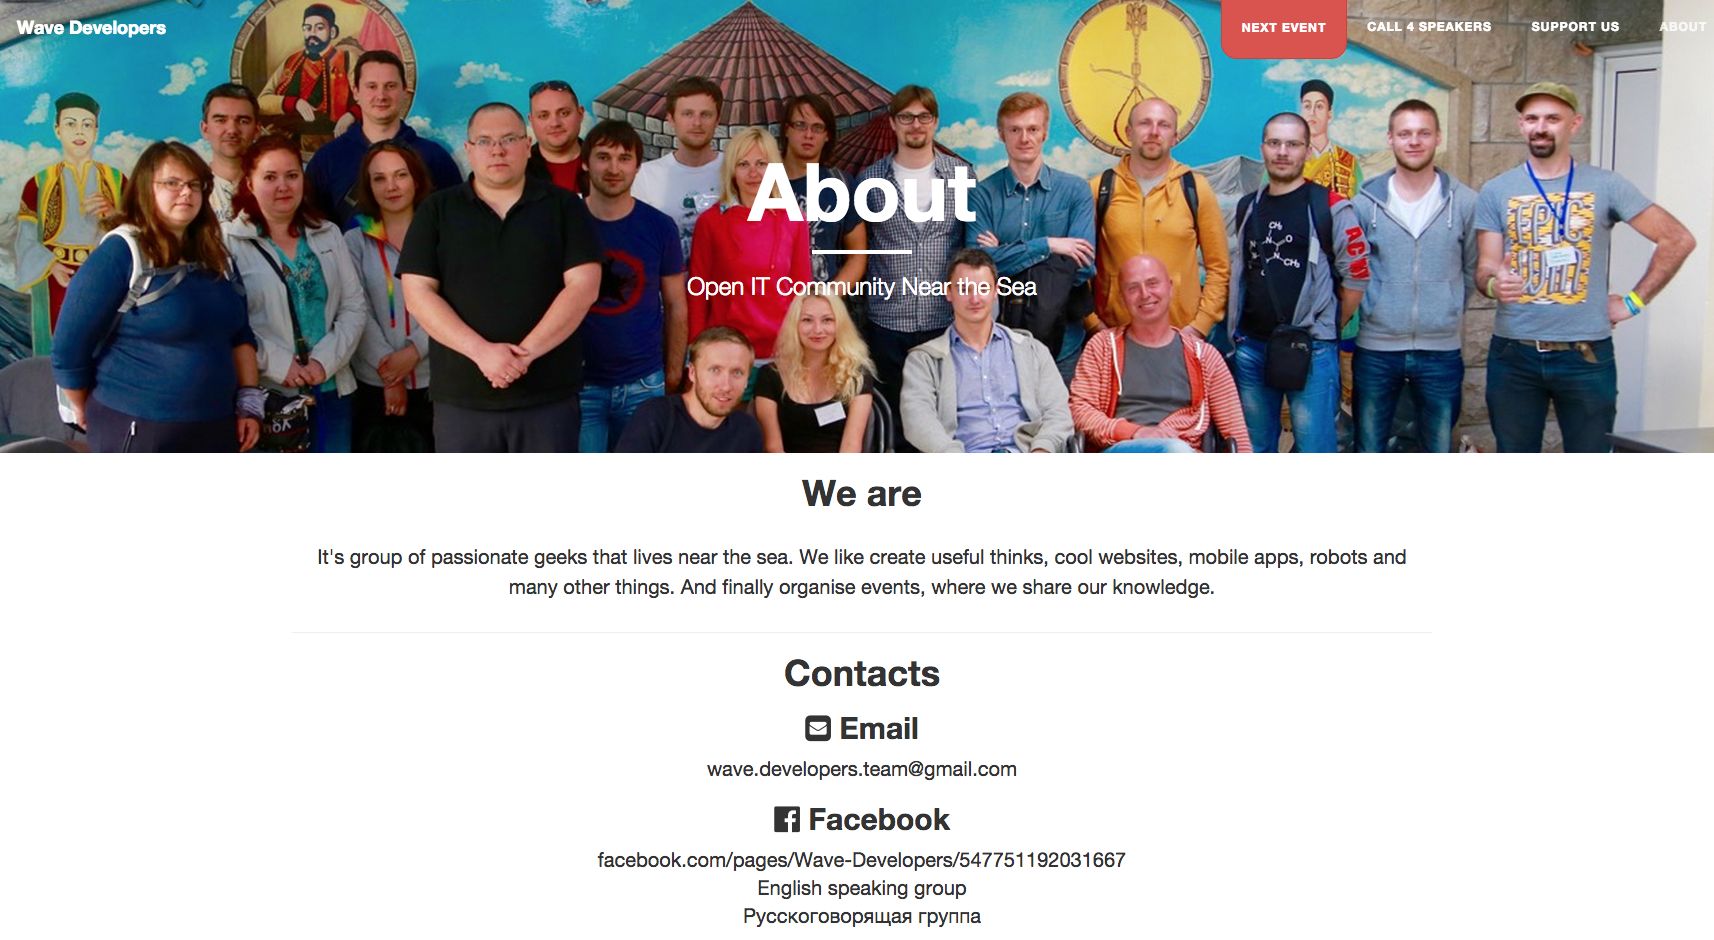 Wave Developers
NEXT EVENT
CALL 4 SPEAKERS
SUPPORT US
ABOUT
About
Open IT Community Near the Sea
We are
It's group of passionate geeks that lives near the sea. We like create useful thinks, cool websites, mobile apps, robots and
many other things. And finally organise events, where we share our knowledge.
Contacts
Email
wave.developers.team@gmail.com
Facebook
facebook.com/pages/Wave-Developers/547751192031667
English speaking group
Русскоговорящая группа